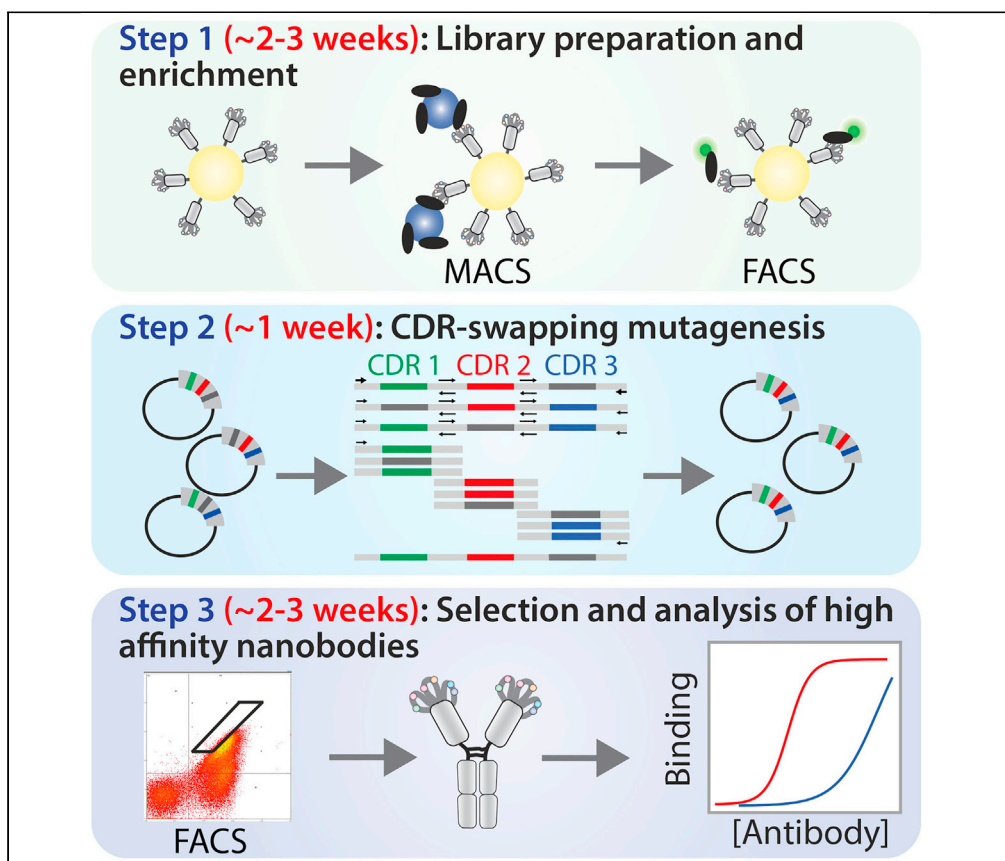 Step 1 (~2-3 weeks): Library preparation and
enrichment
MACS
FACS
Step 2 (~1 week): CDR-swapping mutagenesis
CDR 1 CDR 2 CDR 3
Step 3 (~2-3 weeks): Selection and analysis of high
affinity nanobodies
FACS
Binding
[Antibody]